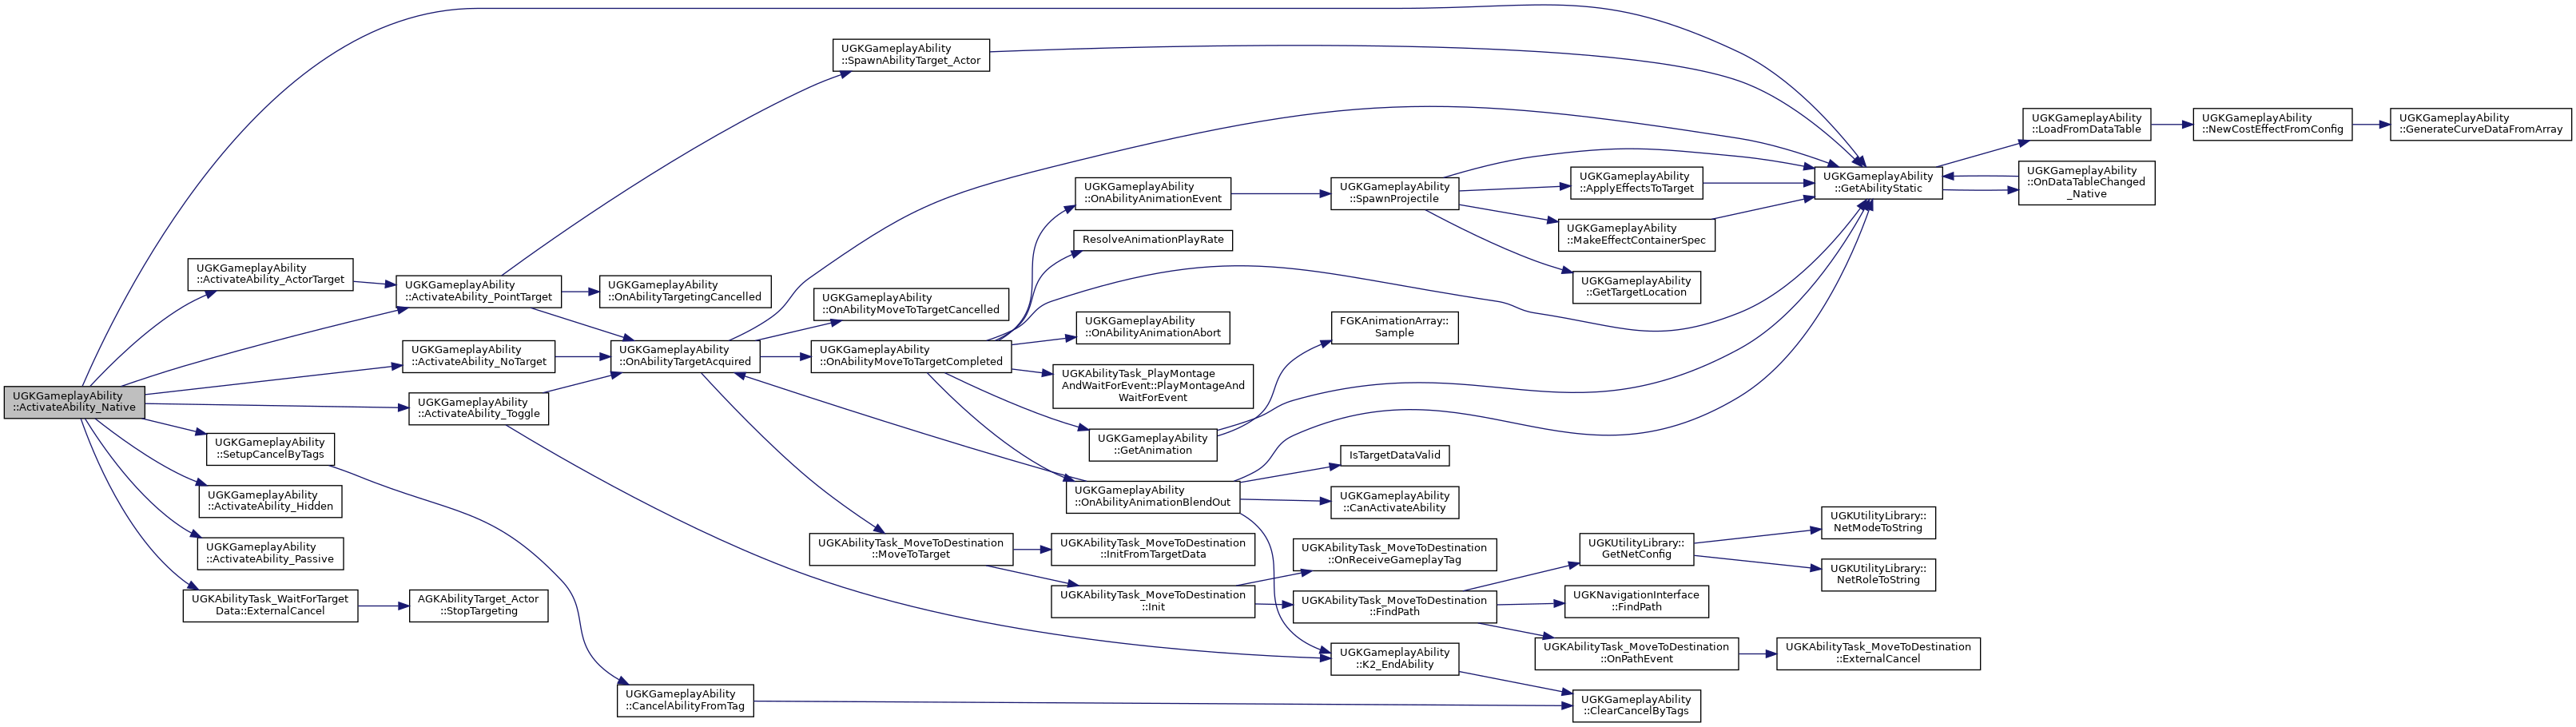 UGKGameplayAbility
::ActivateAbility_Native
UGKGameplayAbility
::ActivateAbility_ActorTarget
UGKGameplayAbility
::SetupCancelByTags
UGKGameplayAbility
::ActivateAbility_Hidden
UGKGameplayAbility
::ActivateAbility_Passive
UGKAbilityTask_WaitForTarget
Data::ExternalCancel
UGKGameplayAbility
::ActivateAbility_PointTarget
UGKGameplayAbility
::ActivateAbility_NoTarget
UGKGameplayAbility
::ActivateAbility_Toggle
AGKAbilityTarget_Actor
::StopTargeting
UGKGameplayAbility
::OnAbilityTargetingCancelled
UGKGameplayAbility
::OnAbilityTargetAcquired
UGKGameplayAbility
::CancelAbilityFromTag
UGKGameplayAbility
::SpawnAbilityTarget_Actor
UGKGameplayAbility
::OnAbilityMoveToTargetCancelled
UGKGameplayAbility
::OnAbilityMoveToTargetCompleted
UGKAbilityTask_MoveToDestination
::MoveToTarget
UGKGameplayAbility
::OnAbilityAnimationEvent
ResolveAnimationPlayRate
UGKGameplayAbility
::OnAbilityAnimationAbort
UGKAbilityTask_PlayMontage
AndWaitForEvent::PlayMontageAnd
WaitForEvent
UGKGameplayAbility
::GetAnimation
UGKGameplayAbility
::OnAbilityAnimationBlendOut
UGKAbilityTask_MoveToDestination
::InitFromTargetData
UGKAbilityTask_MoveToDestination
::Init
UGKGameplayAbility
::SpawnProjectile
FGKAnimationArray::
Sample
IsTargetDataValid
UGKGameplayAbility
::CanActivateAbility
UGKAbilityTask_MoveToDestination
::OnReceiveGameplayTag
UGKAbilityTask_MoveToDestination
::FindPath
UGKGameplayAbility
::K2_EndAbility
UGKGameplayAbility
::ApplyEffectsToTarget
UGKGameplayAbility
::MakeEffectContainerSpec
UGKGameplayAbility
::GetTargetLocation
UGKUtilityLibrary::
GetNetConfig
UGKNavigationInterface
::FindPath
UGKAbilityTask_MoveToDestination
::OnPathEvent
UGKGameplayAbility
::ClearCancelByTags
UGKGameplayAbility
::GetAbilityStatic
UGKUtilityLibrary::
NetModeToString
UGKUtilityLibrary::
NetRoleToString
UGKAbilityTask_MoveToDestination
::ExternalCancel
UGKGameplayAbility
::LoadFromDataTable
UGKGameplayAbility
::OnDataTableChanged
_Native
UGKGameplayAbility
::NewCostEffectFromConfig
UGKGameplayAbility
::GenerateCurveDataFromArray